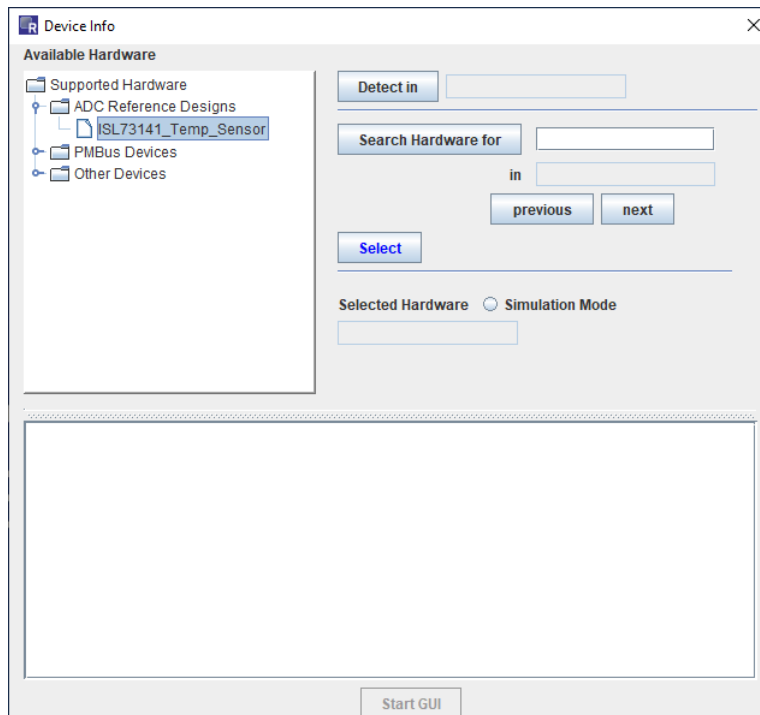 Device Info
Available Hardware
Supported Hardware
ADC Reference Designs
ISL73141_Temp_Sensor
PMBus Devices
Other Devices
Detect in
Search Hardware for
in
previous next
Select
Selected Hardware Simulation Mode
Start GUI